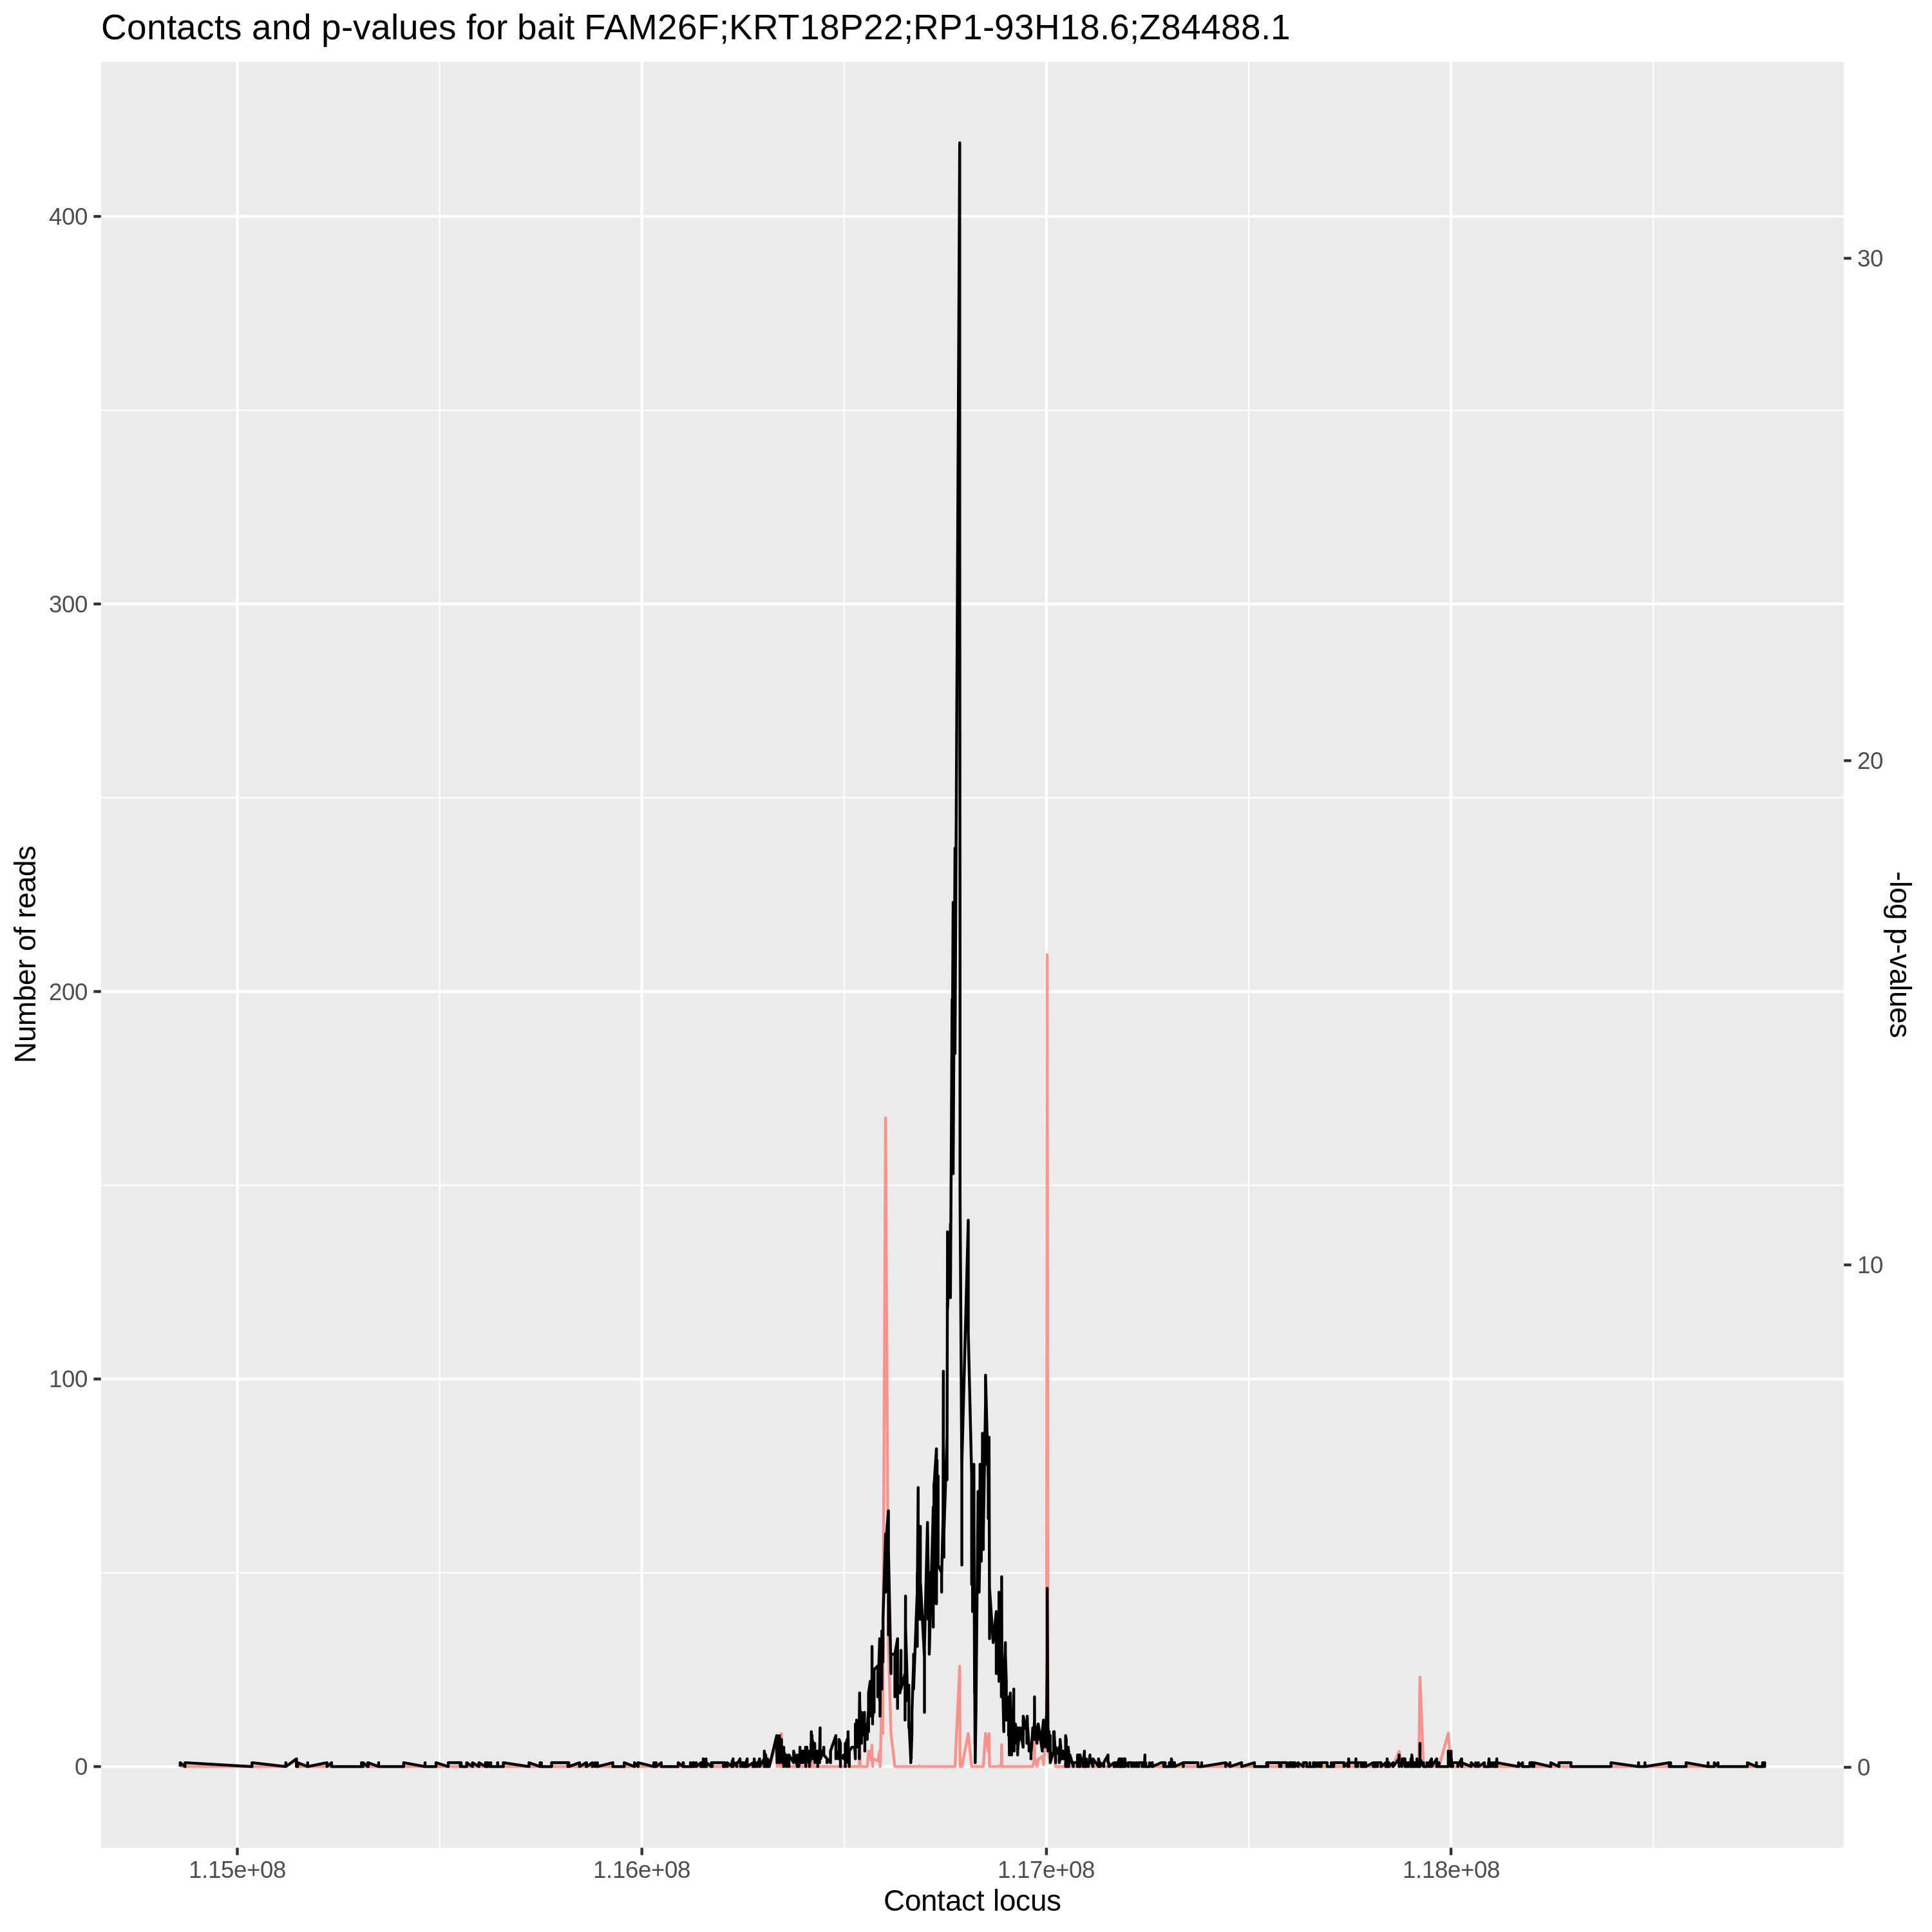 Contacts and p-values for bait FAM26F;KRT18P22;RP1-93H18.6;Z84488.1
400
300
200
100
0
Number of reads
30
20
10
0
-log p-values
1.15e+08 1.16e+08 1.17e+08 1.18e+08
Contact locus